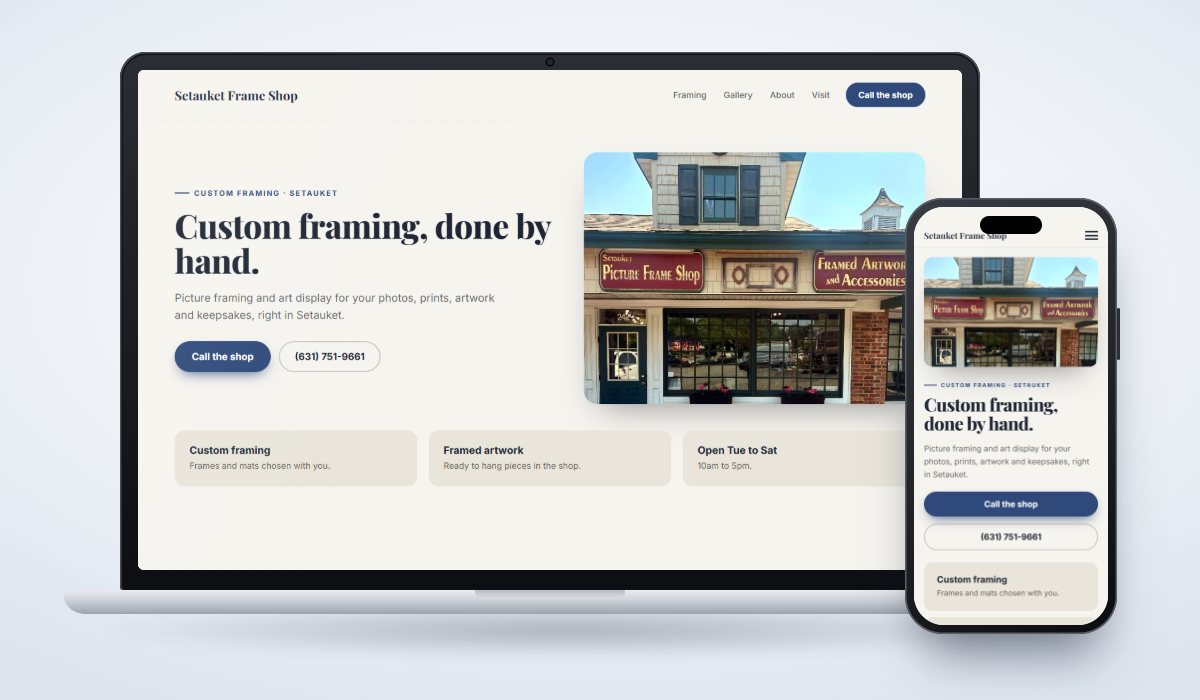 Setauket Frame Shop
Framing Gallery About Visit Call the shop
CUSTOM FRAMING · SETAUKET
Custom framing, done by
hand.
Picture framing and art display for your photos, prints, artwork
and keepsakes, right in Setauket.
Call the shop (631) 751-9661
Setauket
Picture Frame Shop
Framed Artwor
and Accessories
Custom framing
Frames and mats chosen with you.
Framed artwork
Ready to hang pieces in the shop.
Open Tue to Sat
10am to 5pm.
Setauket Frame Shop
Picture Frame Shop
Framed Artwork
and Accessories
CUSTOM FRAMING · SETAUKET
Custom framing,
done by hand.
Picture framing and art display for your
photos, prints, artwork and keepsakes, right
in Setauket.
Call the shop
(631) 751-9661
Custom framing
Frames and mats chosen with you.